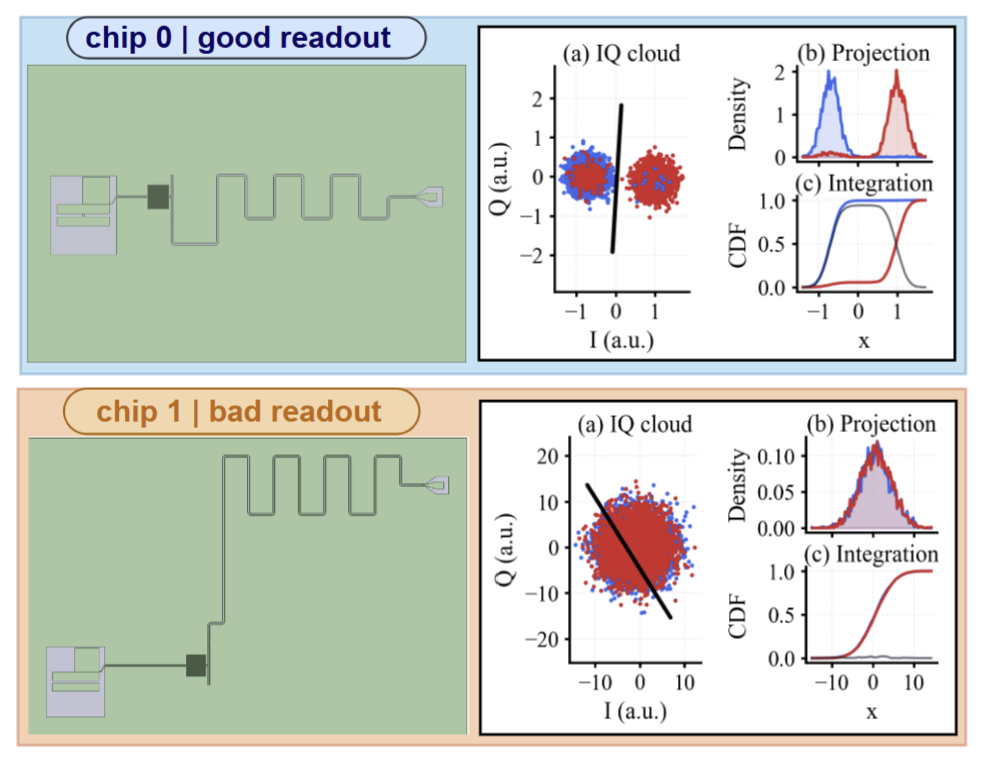 chip 0 | good readout
(a) IQ cloud
2
1
0
−1
−2
Q (a.u.)
−1 0 1
I (a.u.)
(b) Projection
2
1
0
Density
(c) Integration
1.0
0.5
0.0
CDF
−1 0 1
x
chip 1 | bad readout
(a) IQ cloud
20
10
0
−10
−20
Q (a.u.)
−10 0 10
I (a.u.)
(b) Projection
0.10
0.05
0.00
Density
(c) Integration
1.0
0.5
0.0
CDF
−10 0 10
x